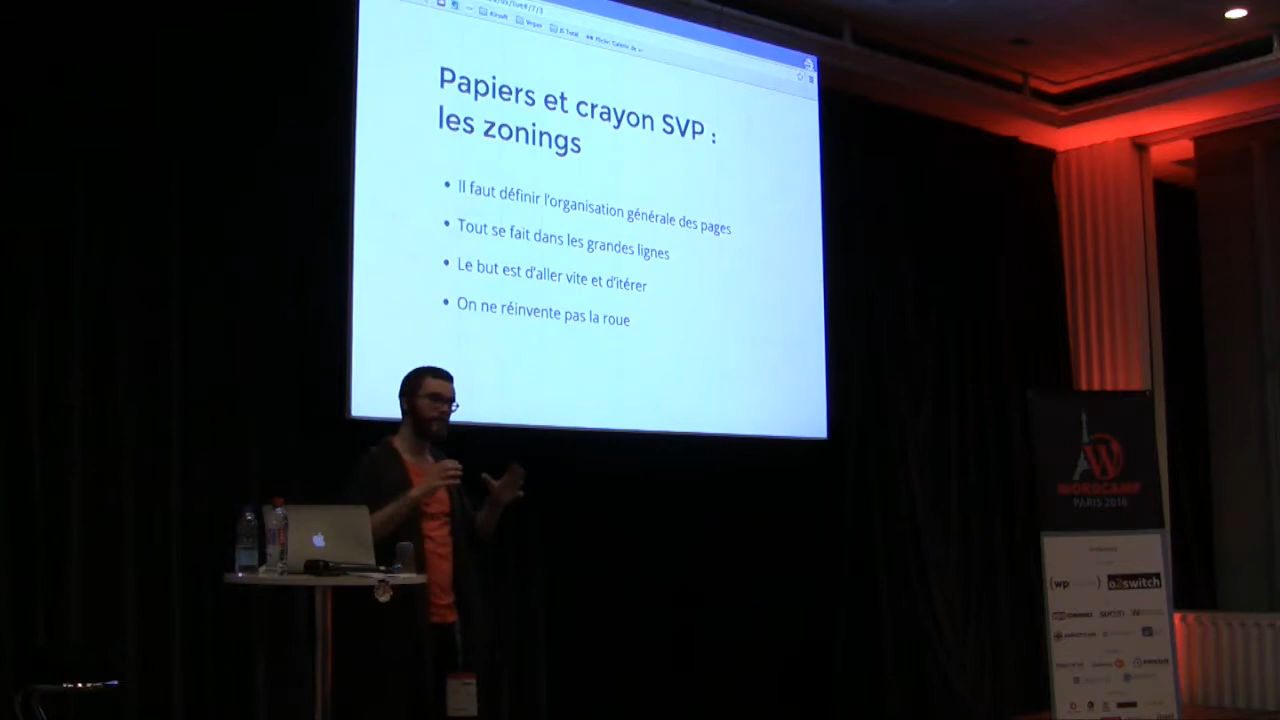 Papiers et crayon SVP :
les zonings
• Il faut définir l'organisation générale des pages
• Tout se fait dans les grandes lignes
• Le but est d'aller vite et d'itérer
• On ne réinvente pas la roue
WORDCAMP
PARIS 2016
(wp
o2switch